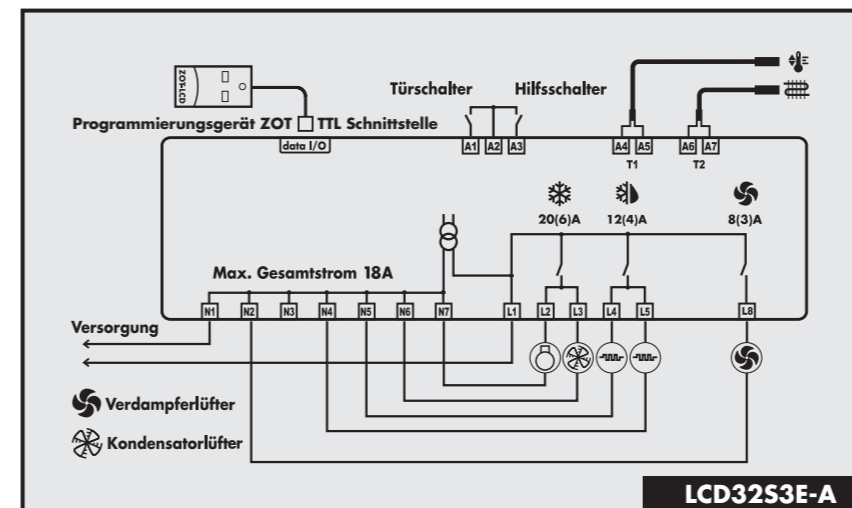 ZOT-LCD
Türschalter Hilfsschalter
Programmierungsgerät ZOT TTL Schnittstelle
data I/O
A1 A2 A3 A4 A5 A6 A7
T1 T2
20(6)A 12(4)A 8(3)A
Max. Gesamtstrom 18A
N1 N2 N3 N4 N5 N6 N7 L1 L2 L3 L4 L5 L8
Versorgung
Verdampferlüfter
Kondensatorlüfter
LCD32S3E-A